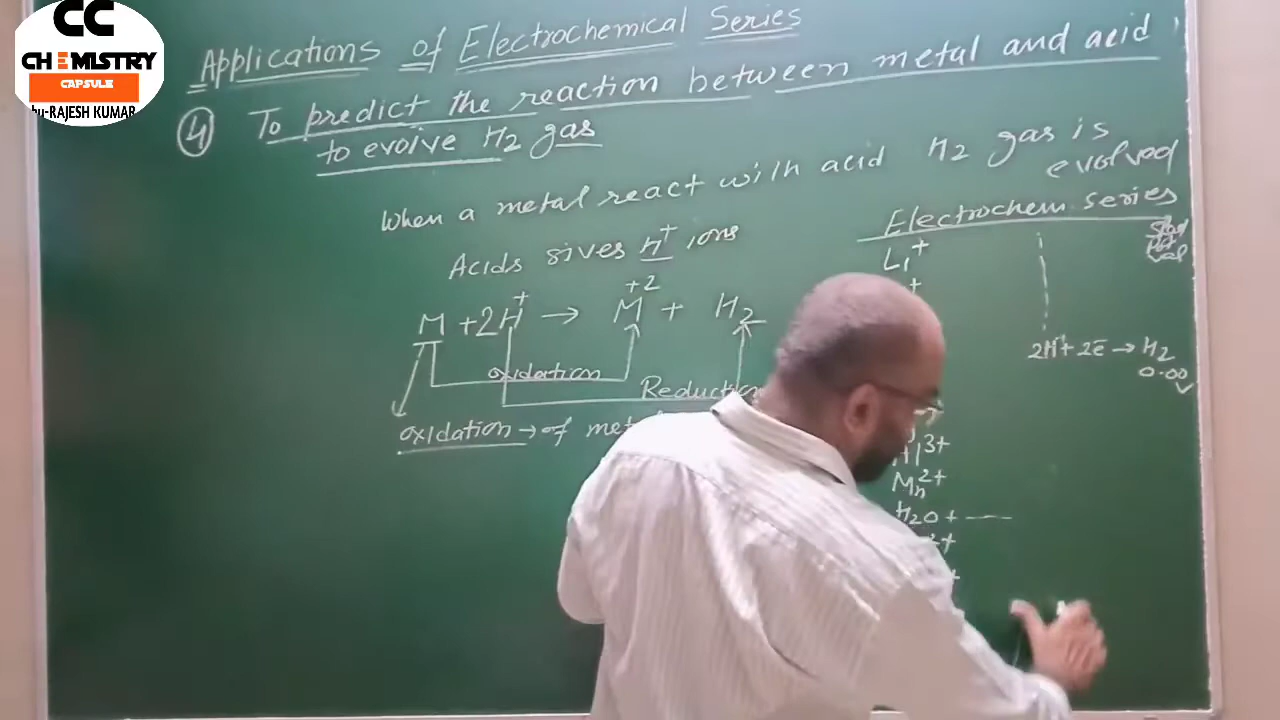 CC
CHEMISTRY
CAPSULE
by-RAJESH KUMAR
Applications of Electrochemical Series
4 To predict the reaction between metal and acid
to evolve H2 gas
When a metal react with acid H2 gas is
evolved
Acids gives H+ ions
M + 2H+ → M+2 + H2
oxidation
Reduction
oxidation → of
Electrochem series
Li+
2H+ + 2e- → H2
0.00
Al3+
Mn2+
H2O +